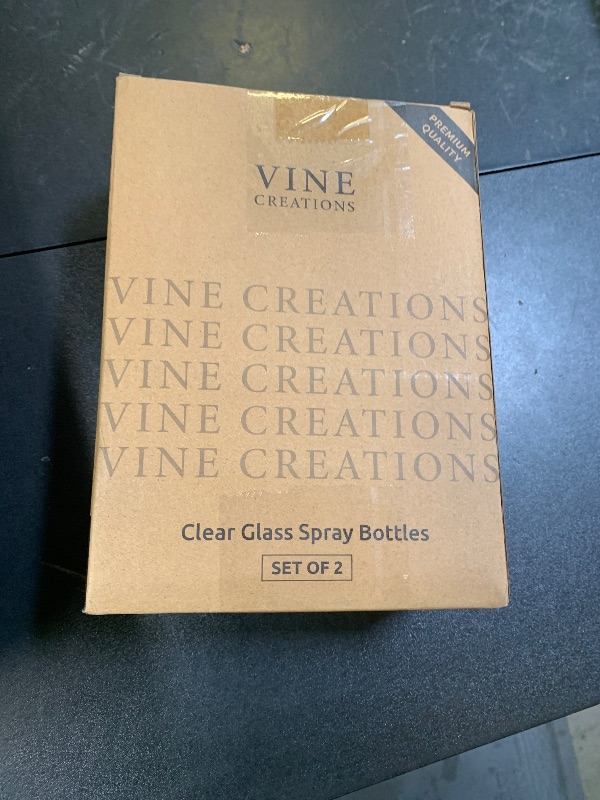 PREMIUM
QUALITY
VINE
CREATIONS
VINE CREATIONS
VINE CREATIONS
VINE CREATIONS
VINE CREATIONS
VINE CREATIONS
Clear Glass Spray Bottles
SET OF 2